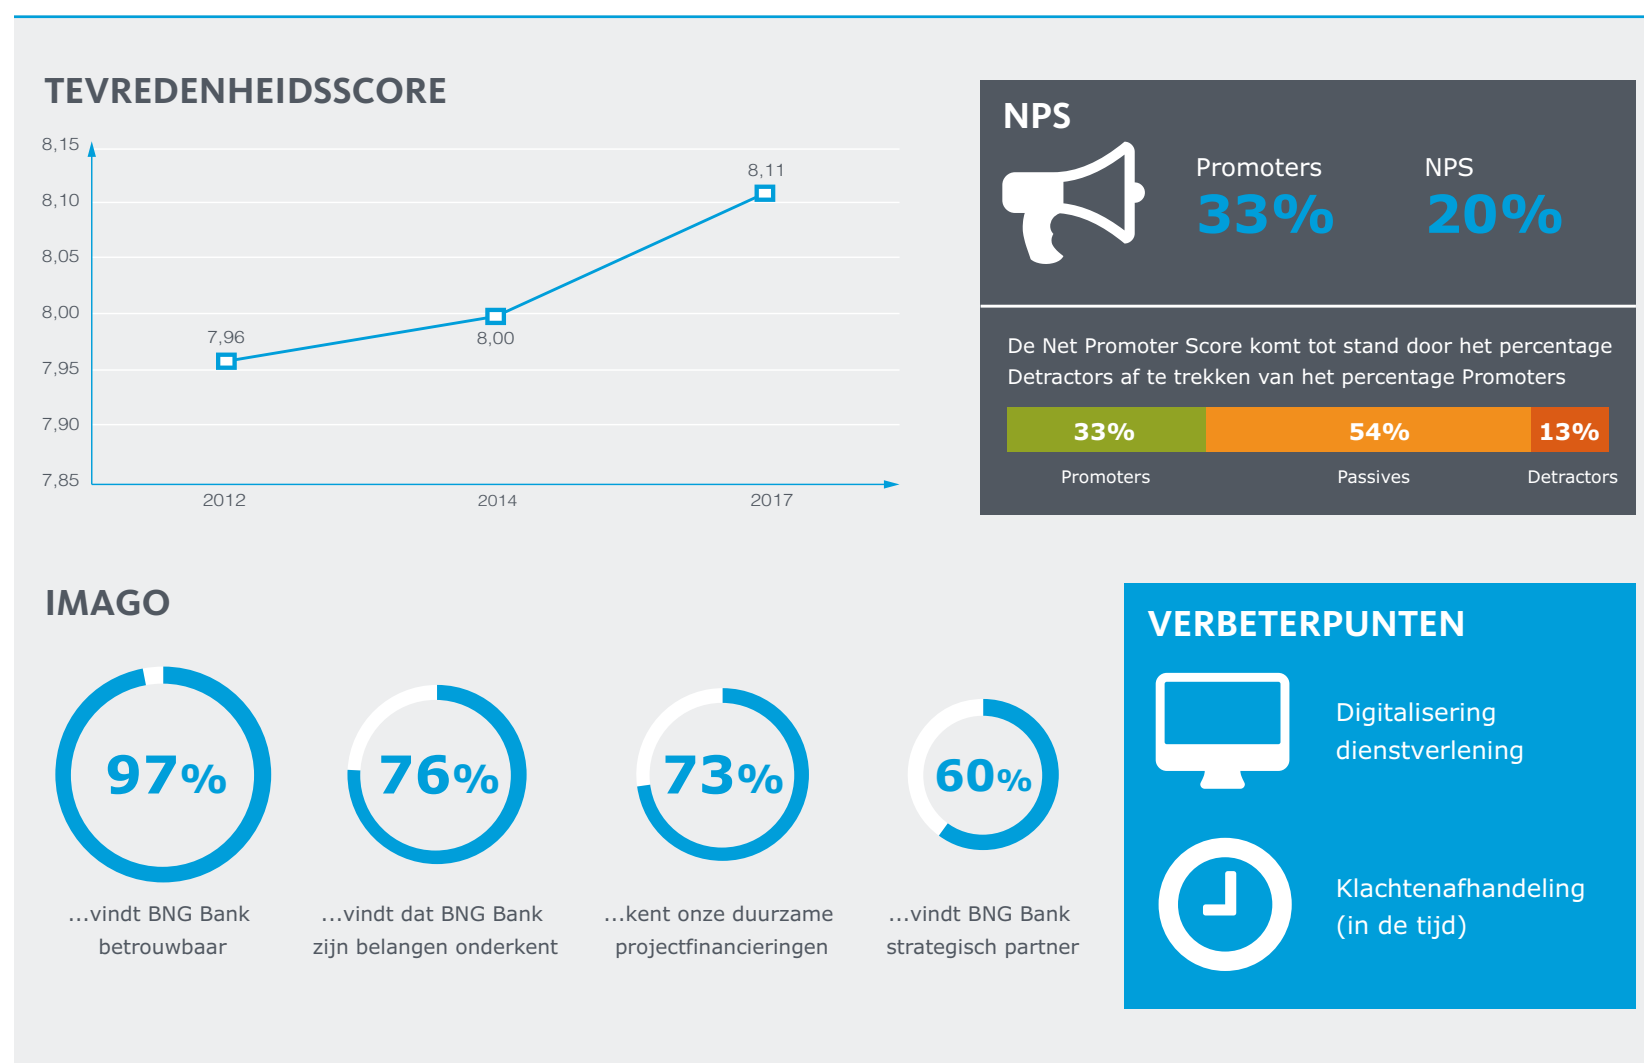 TEVREDENHEIDSSCORE
8,15
8,10
8,05
8,00
7,95
7,90
7,85
7,96
8,00
8,11
2012
2014
2017
NPS
Promoters
33%
NPS
20%
De Net Promoter Score komt tot stand door het percentage
Detractors af te trekken van het percentage Promoters
33%
54%
13%
Promoters
Passives
Detractors
IMAGO
97%
...vindt BNG Bank
betrouwbaar
76%
...vindt dat BNG Bank
zijn belangen onderkent
73%
...kent onze duurzame
projectfinancieringen
60%
...vindt BNG Bank
strategisch partner
VERBETERPUNTEN
Digitalisering
dienstverlening
Klachtenafhandeling
(in de tijd)